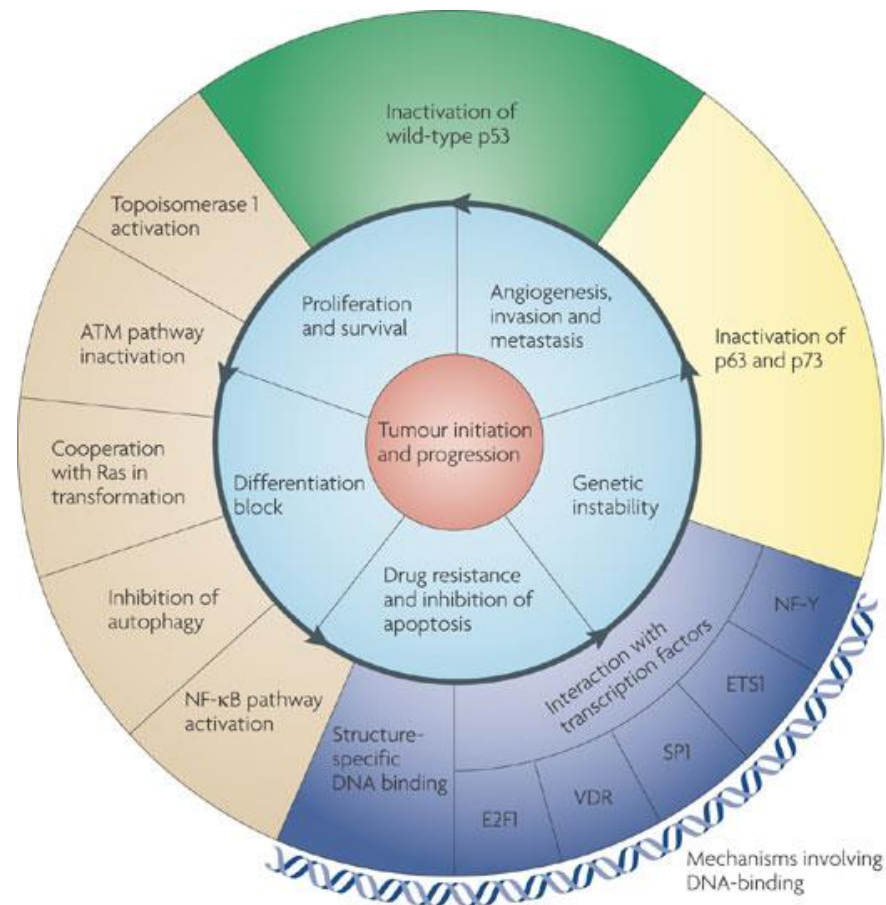 Inactivation of
wild-type p53
Topoisomerase 1
activation
Proliferation
and survival
Angiogenesis,
invasion and
metastasis
ATM pathway
inactivation
Inactivation of
p63 and p73
Tumour initiation
and progression
Cooperation
with Ras in
transformation
Differentiation
block
Genetic
instability
Drug resistance
and inhibition of
apoptosis
Inhibition of
autophagy
NF-κB pathway
activation
Structure-
specific
DNA binding
Interaction with
transcription factors
NF-Y
ETS1
SP1
VDR
E2F1
Mechanisms involving
DNA-binding